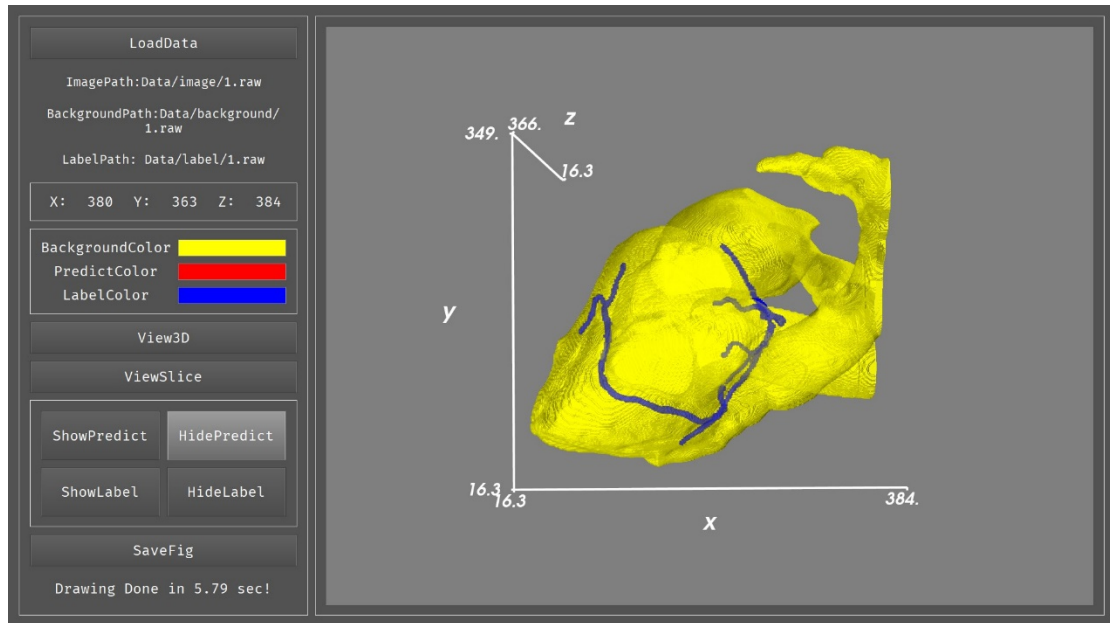 LoadData
ImagePath:Data/image/1.raw
BackgroundPath:Data/background/
1.raw
LabelPath: Data/label/1.raw
X: 380 Y: 363 Z: 384
BackgroundColor
PredictColor
LabelColor
View3D
ViewSlice
ShowPredict HidePredict
ShowLabel HideLabel
SaveFig
Drawing Done in 5.79 sec!
349. 366. z
16.3
y
16.3
16.3 384.
x